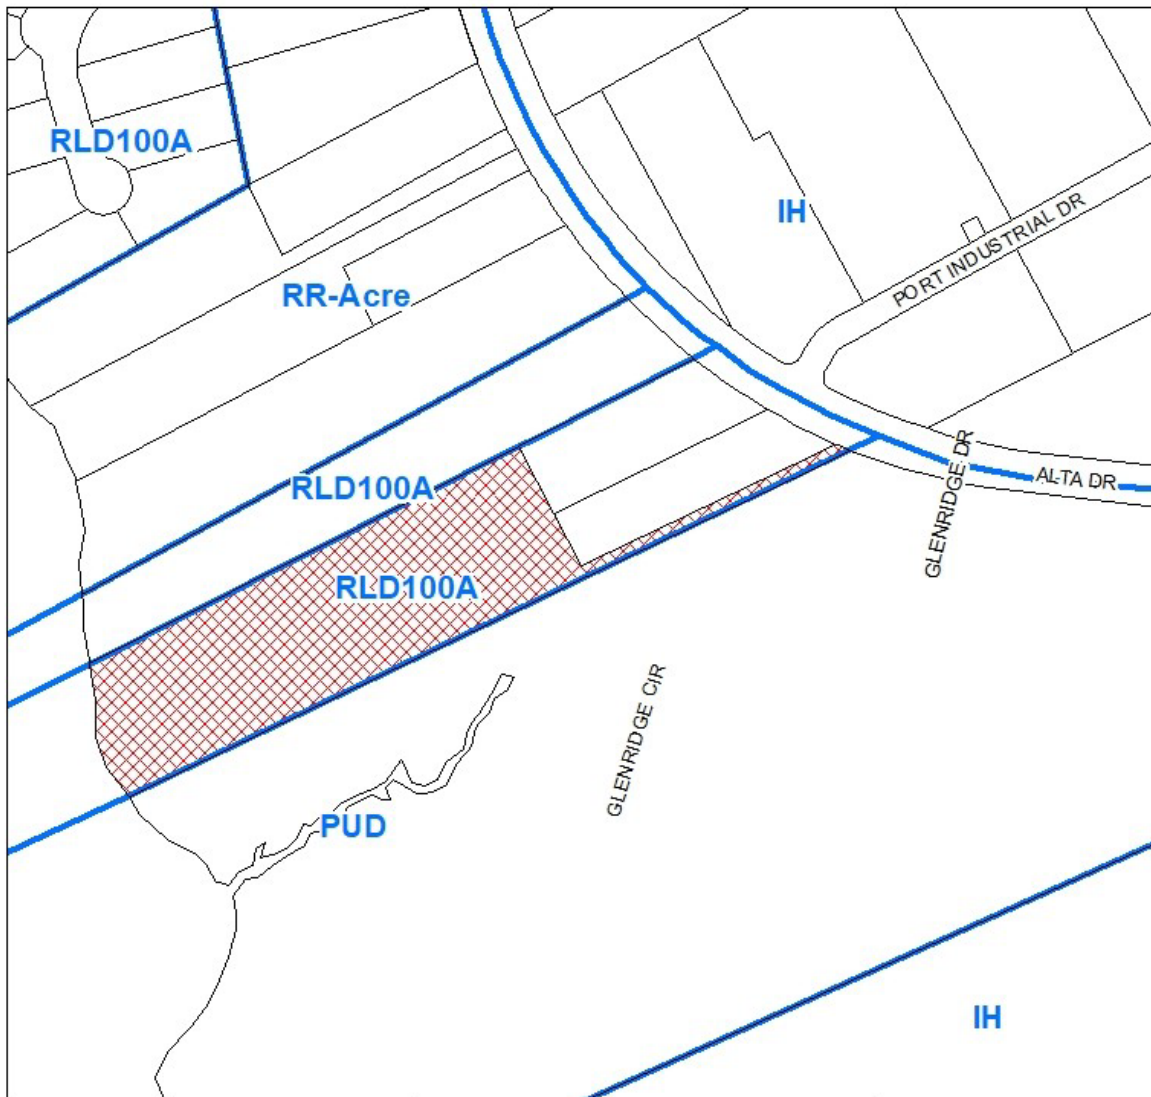 RLD100A
IH
PORT INDUSTRIAL DR
RR-Acre
GLENRIDGE DR
ALTA DR
RLD100A
RLD100A
GLENRIDGE CIR
PUD
IH